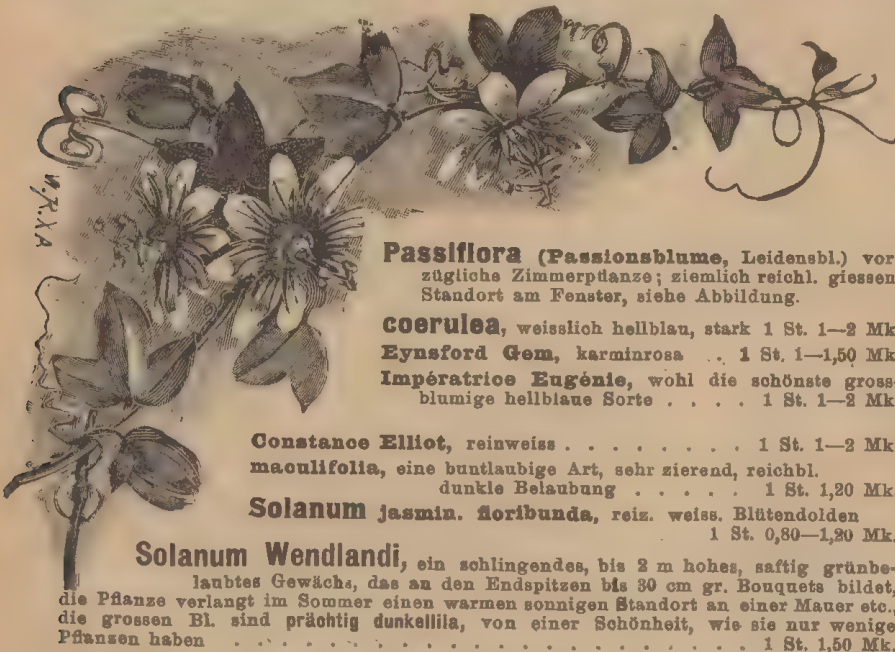 Passiflora (Passionsblume, Leidensbl.) vor
zügliche Zimmerpflanze; ziemlich reichl. giessen
Standort am Fenster, siehe Abbildung.
coerulea, weisslich hellblau, stark 1 St. 1—2 Mk
Eynsford Gem, karminrosa . . 1 St. 1—1,50 Mk
Impératrice Eugénie, wohl die schönste gross-
blumige hellblaue Sorte . . . . 1 St. 1—2 Mk
Constance Elliot, reinweiss . . . . . . . . 1 St. 1—2 Mk
maculifolia, eine buntlaubige Art, sehr zierend, reichbl.
dunkle Belaubung . . . . . 1 St. 1,20 Mk
Solanum jasmin. floribunda, reiz. weiss. Blütendolden
1 St. 0,80—1,20 Mk.
Solanum Wendlandi, ein schlingendes, bis 2 m hohes, saftig grünbe-
laubtes Gewächs, das an den Endspitzen bis 30 cm gr. Bouquets bildet,
die Pflanze verlangt im Sommer einen warmen sonnigen Standort an einer Mauer etc.,
die grossen Bl. sind prächtig dunkellila, von einer Schönheit, wie sie nur wenige
Pflanzen haben . . . . . . . . . . . . . . . . . . . . 1 St. 1,50 Mk.